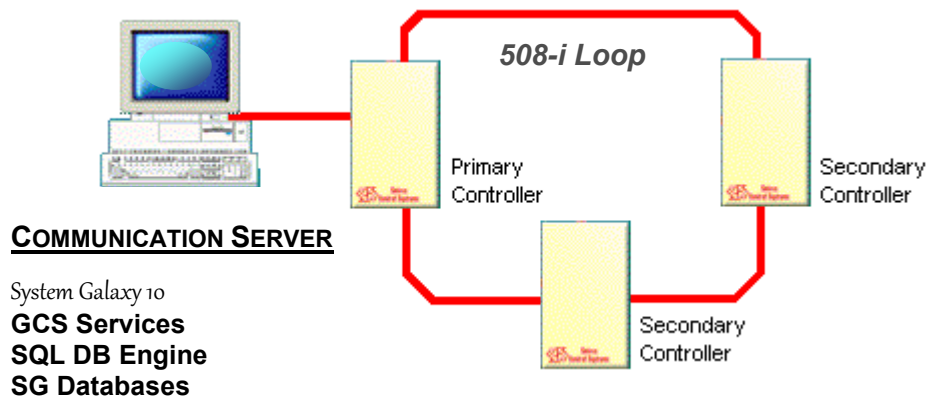 508-i Loop
Primary
Controller
Secondary
Controller
Secondary
Controller
COMMUNICATION SERVER
System Galaxy 10
GCS Services
SQL DB Engine
SG Databases